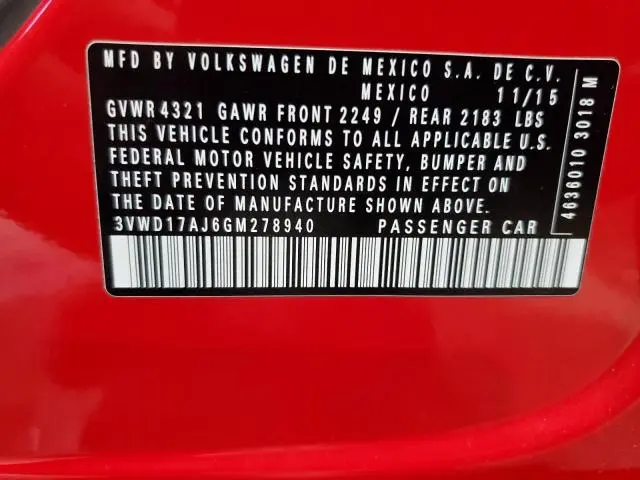 MFD BY VOLKSWAGEN DE MEXICO S.A. DE C.V.
MEXICO 11/15
GVWR 4321 GAWR FRONT 2249 / REAR 2183 LBS
THIS VEHICLE CONFORMS TO ALL APPLICABLE U.S.
FEDERAL MOTOR VEHICLE SAFETY, BUMPER AND
THEFT PREVENTION STANDARDS IN EFFECT ON
THE DATE OF MANUFACTURE SHOWN ABOVE.
3VWD17AJ6GM278940 PASSENGER CAR
4636010 3018 M